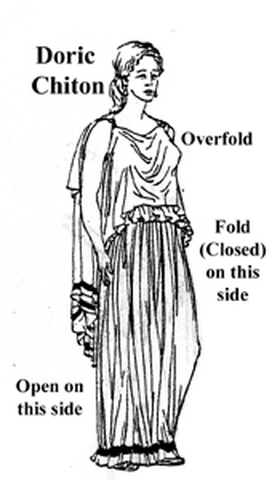 Doric
Chiton
Overfold
Fold
(Closed)
on this
side
Open on
this side